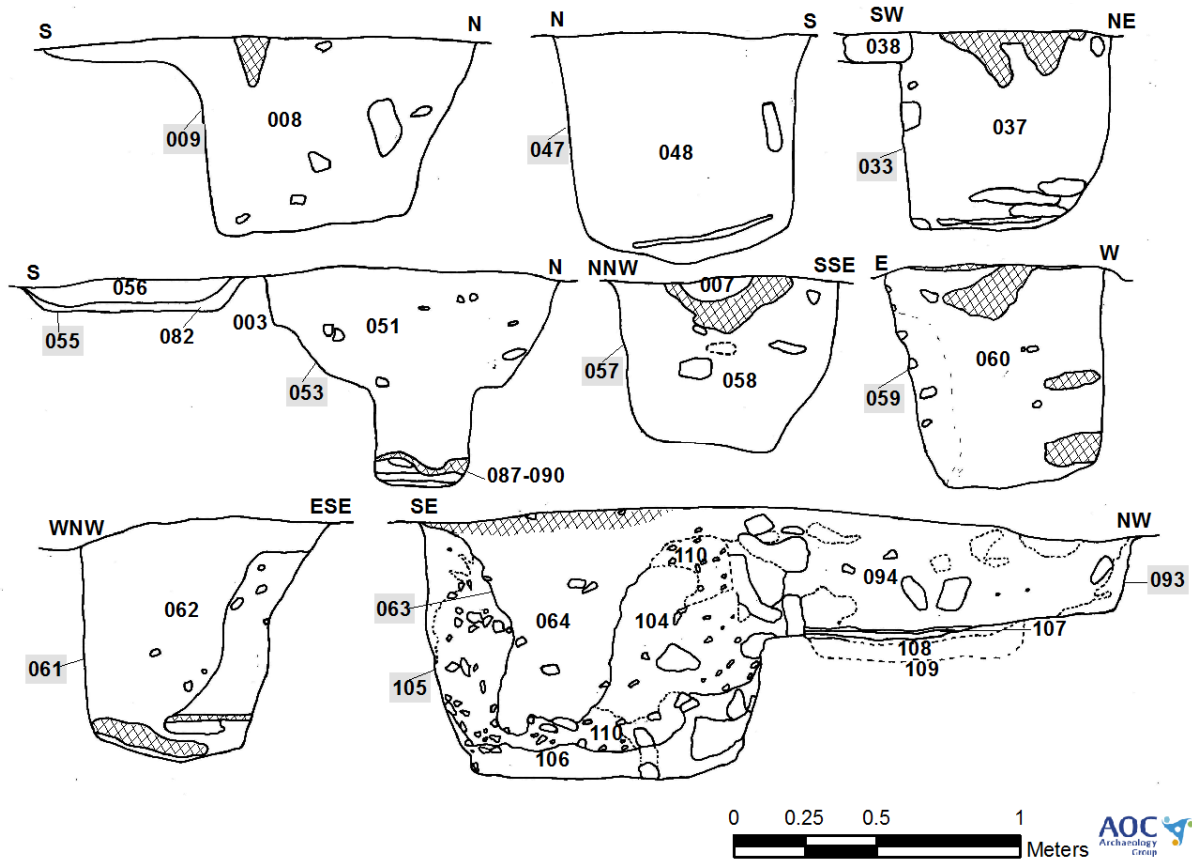 S N N S SW NE
038
008 037
009 047 048 033
S N NNW SSE E W
056 007
082 003 051
055 060
053 057 058 059
087-090
WNW ESE SE NW
110 094
093
062 063 064 104
107
108
061 105 109
110
106
0 0.25 0.5 1
Meters
AOC
Archaeology
Group